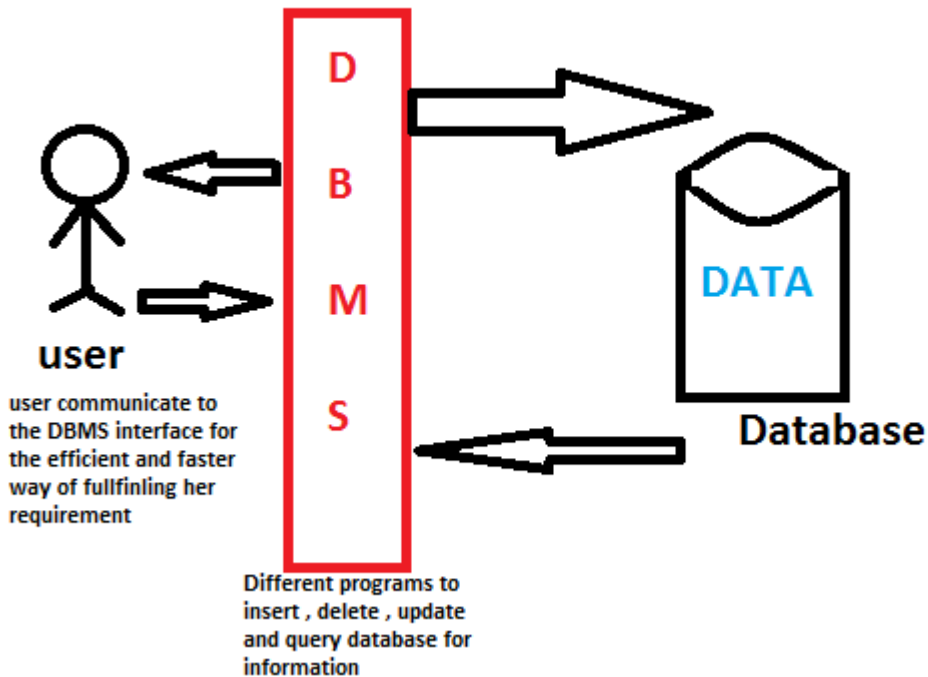 D
B
M
S
DATA
user
user communicate to
the DBMS interface for
the efficient and faster
way of fullfinling her
requirement
Database
Different programs to
insert , delete , update
and query database for
information